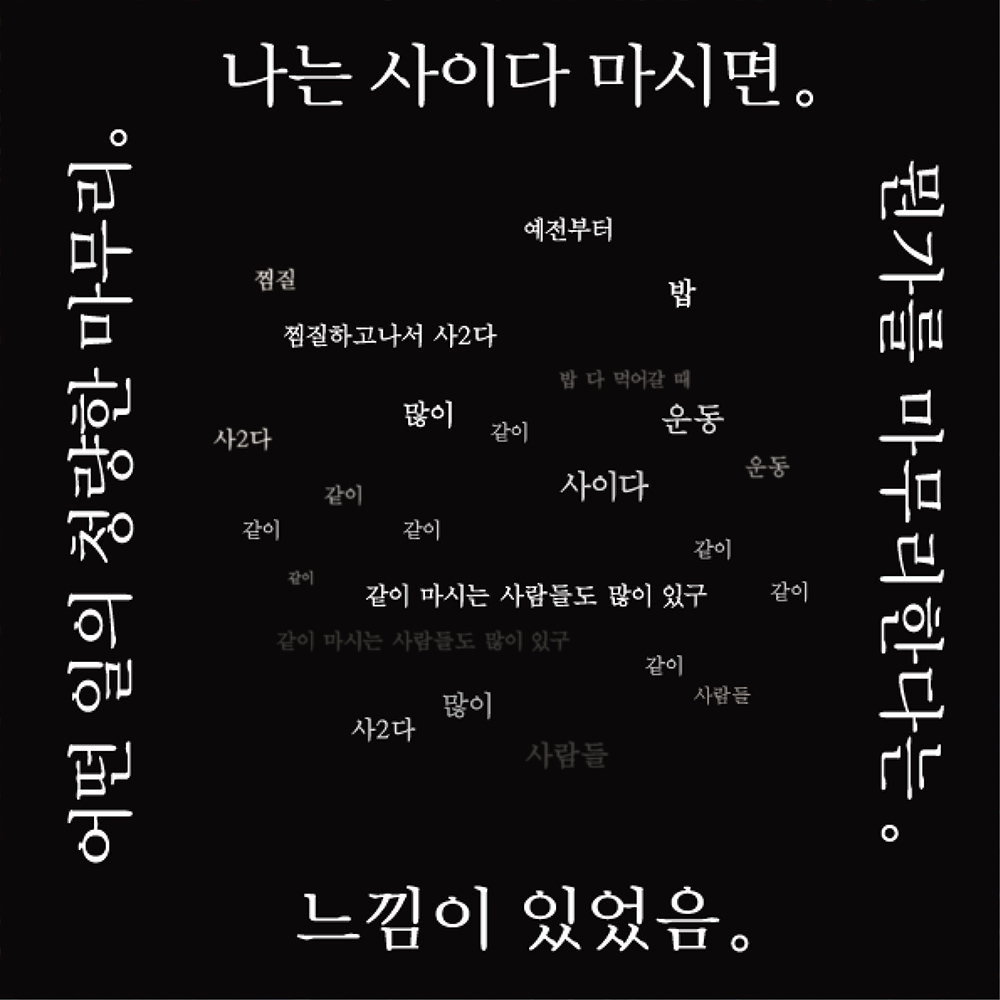 나는 사이다 마시면。
뭔가를 마무리한다는。
느낌이 있었음。
어떤 일의 청량한 마무리。
예전부터
찜질
밥
찜질하고나서 사2다
밥 다 먹어갈 때
많이
운동
같이
사2다
운동
사이다
같이
같이
같이
같이
같이
같이 마시는 사람들도 많이 있구
같이
같이 마시는 사람들도 많이 있구
같이
사람들
많이
사2다
사람들